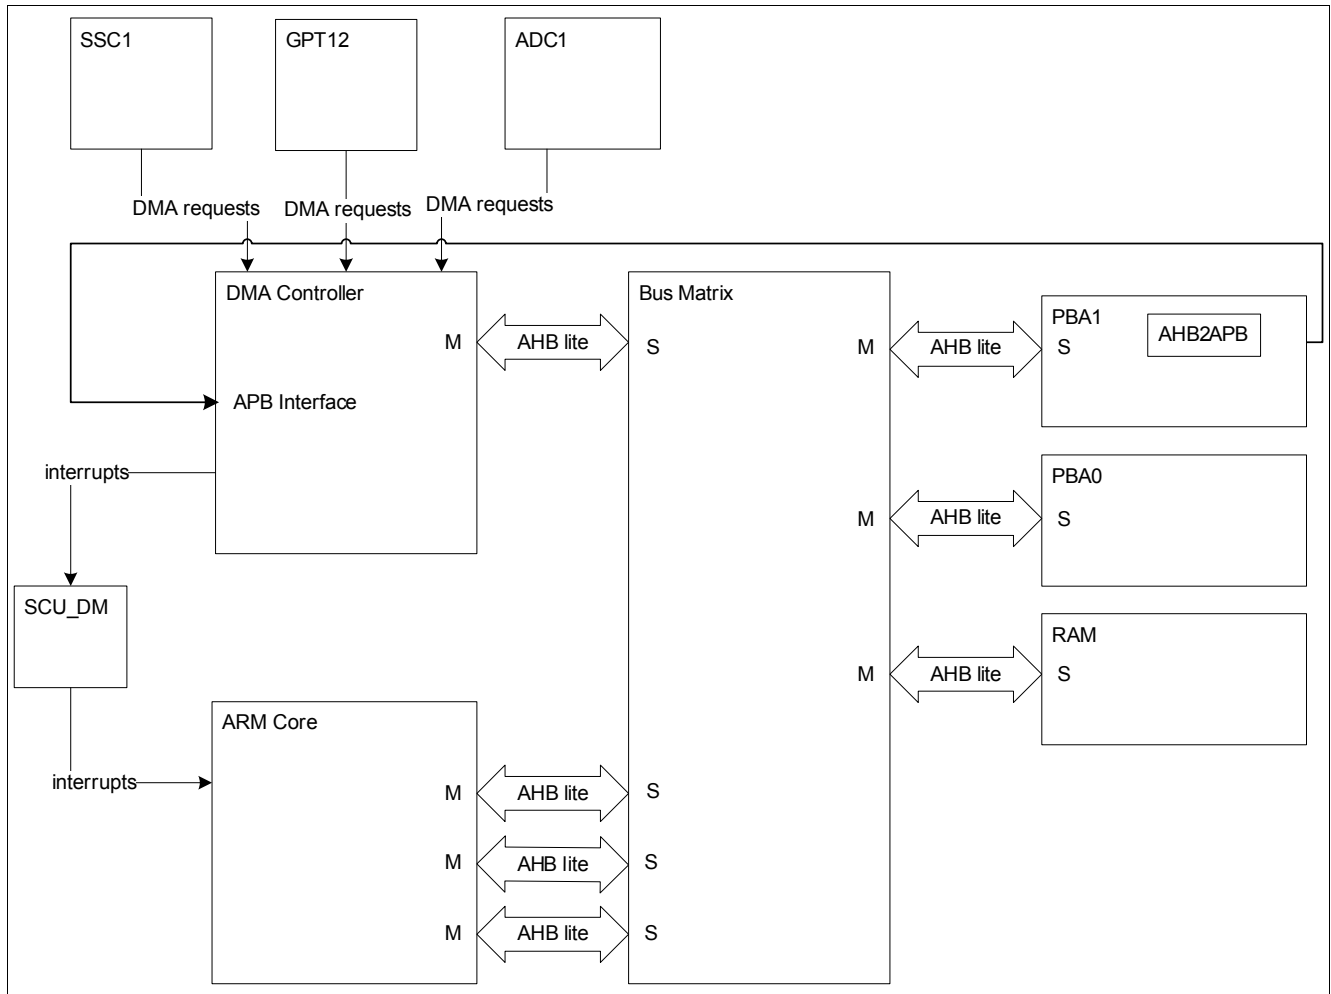 SSC1
GPT12
ADC1
DMA requests
DMA requests
DMA requests
DMA Controller
M
AHB lite
APB Interface
Bus Matrix
S
M
AHB lite
PBA1
S
AHB2APB
interrupts
M
AHB lite
PBA0
S
SCU_DM
M
AHB lite
RAM
S
interrupts
ARM Core
M
AHB lite
S
M
AHB lite
S
M
AHB lite
S